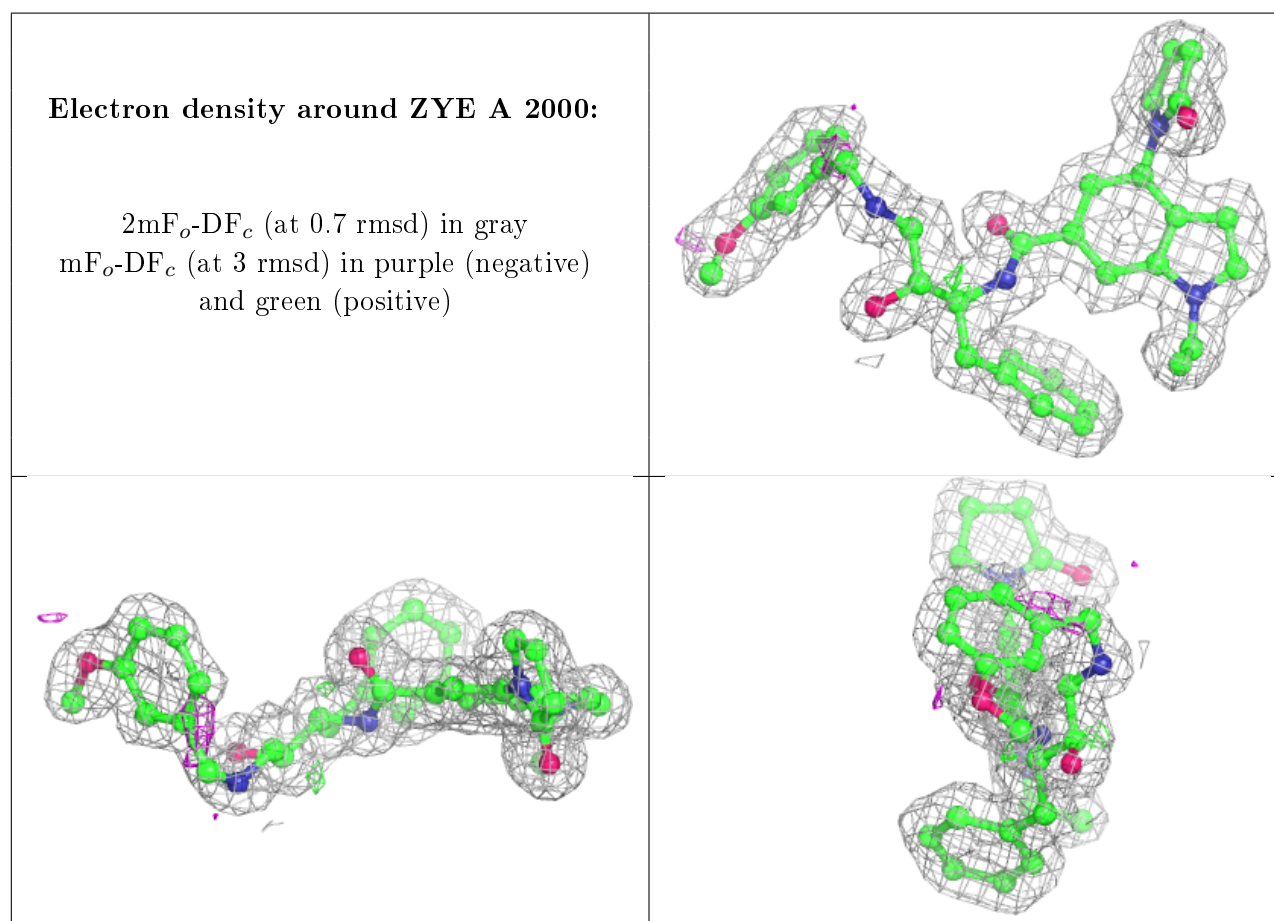 Electron density around ZYE A 2000:
2mFo-DFc (at 0.7 rmsd) in gray
mFo-DFc (at 3 rmsd) in purple (negative)
and green (positive)